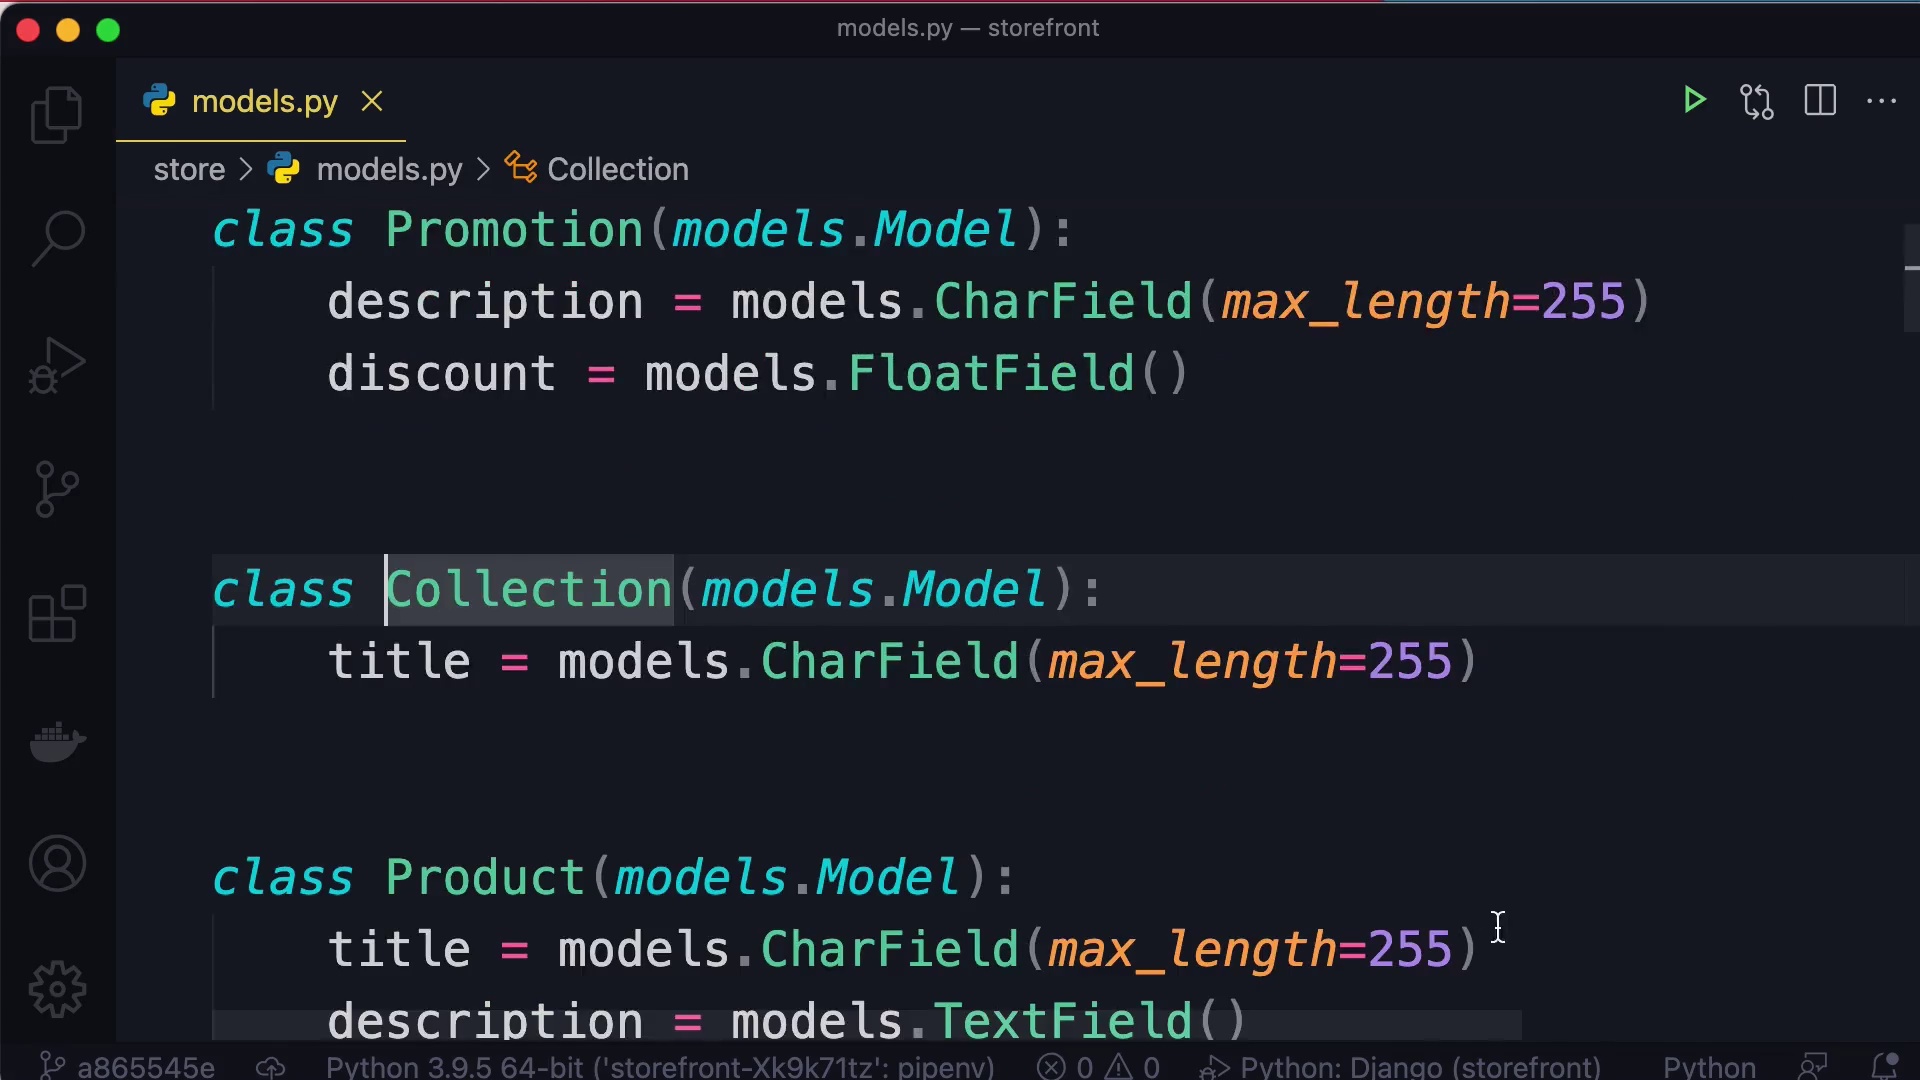 models.py — storefront
models.py
store > models.py > Collection
class Promotion(models.Model):
description = models.CharField(max_length=255)
discount = models.FloatField()
class Collection(models.Model):
title = models.CharField(max_length=255)
class Product(models.Model):
title = models.CharField(max_length=255)
description = models.TextField()
a865545e Python 3.9.5 64-bit ('storefront-Xk9k71tz': pipenv) 0 0 Python: Django (storefront) Python